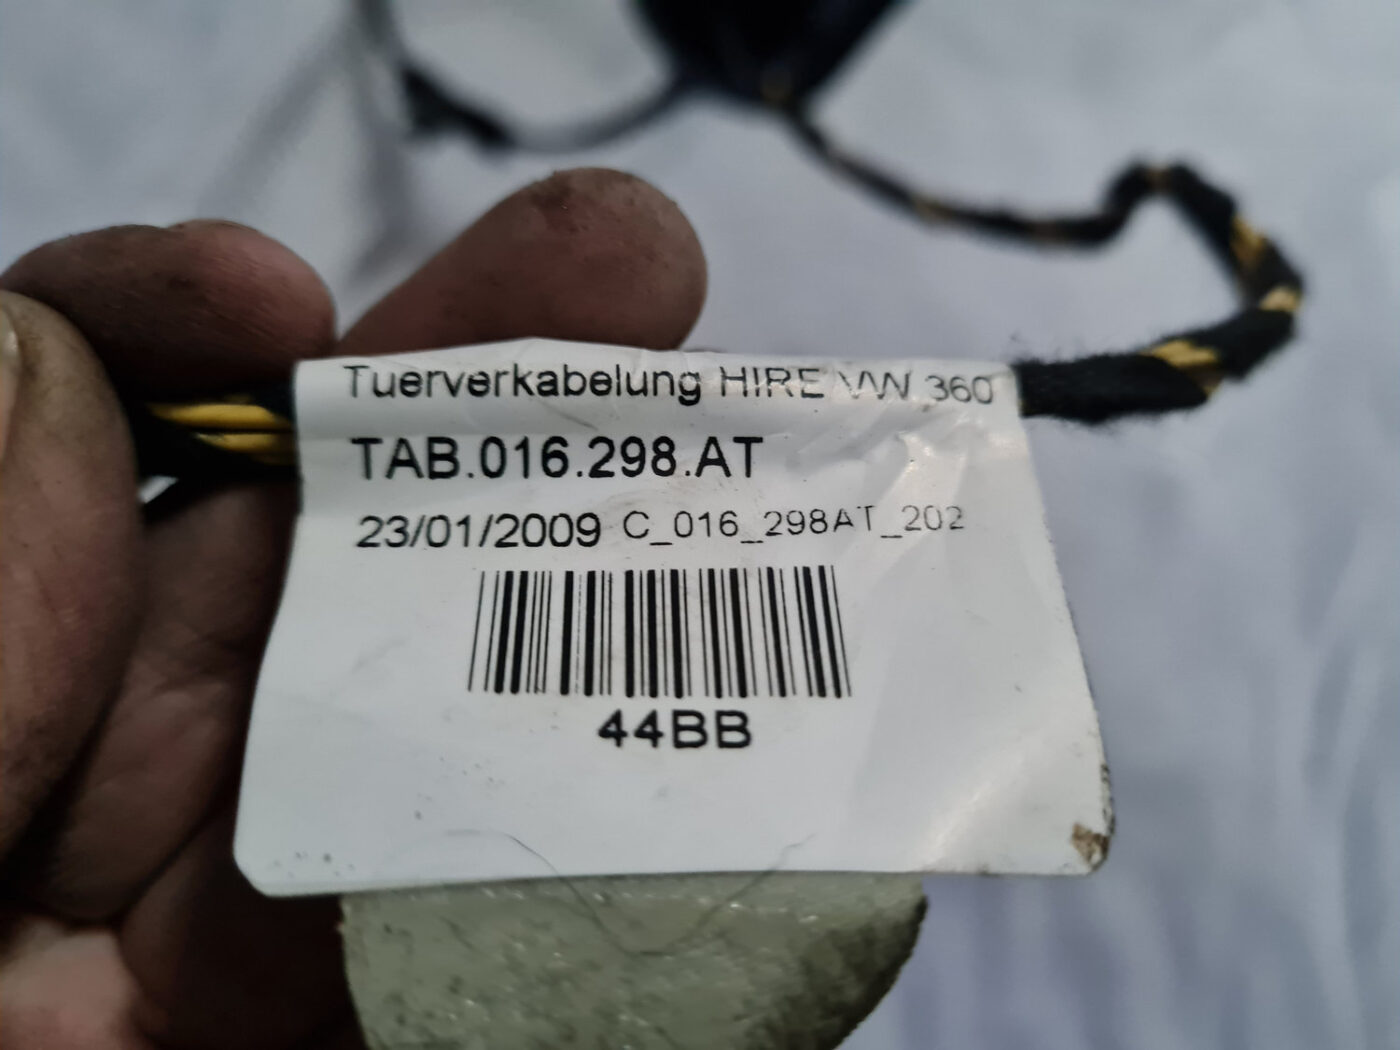 Tuerverkabelung HIRE VW 360
TAB.016.298.AT
23/01/2009 C_016_298AT_202
44BB